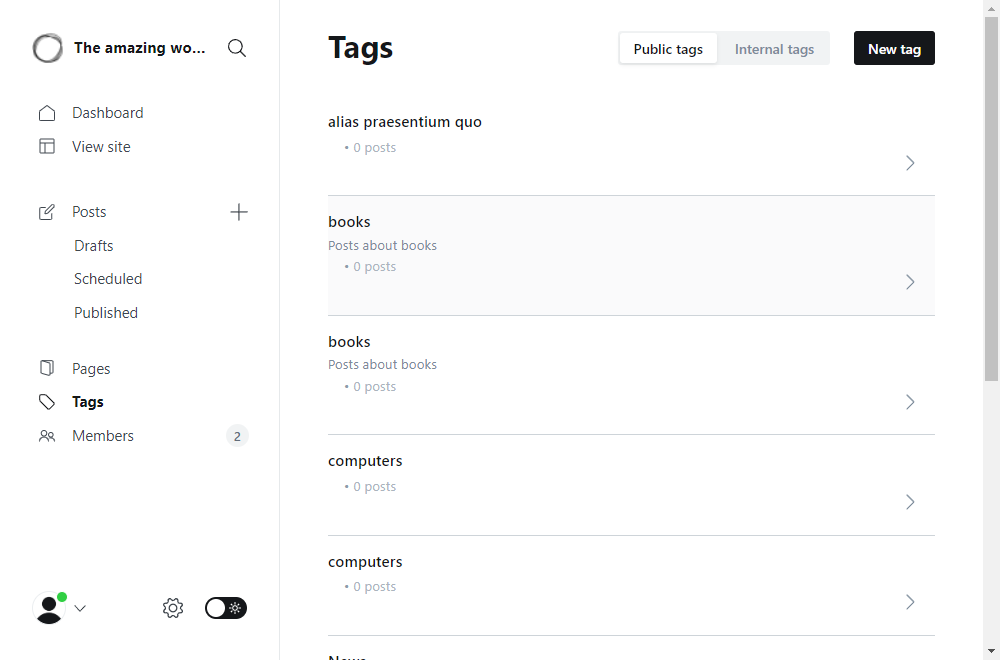 The amazing wo...
Dashboard
View site
Posts
Drafts
Scheduled
Published
Pages
Tags
Members
2
Tags
Public tags
Internal tags
New tag
alias praesentium quo
• 0 posts
books
Posts about books
• 0 posts
books
Posts about books
• 0 posts
computers
• 0 posts
computers
• 0 posts
News